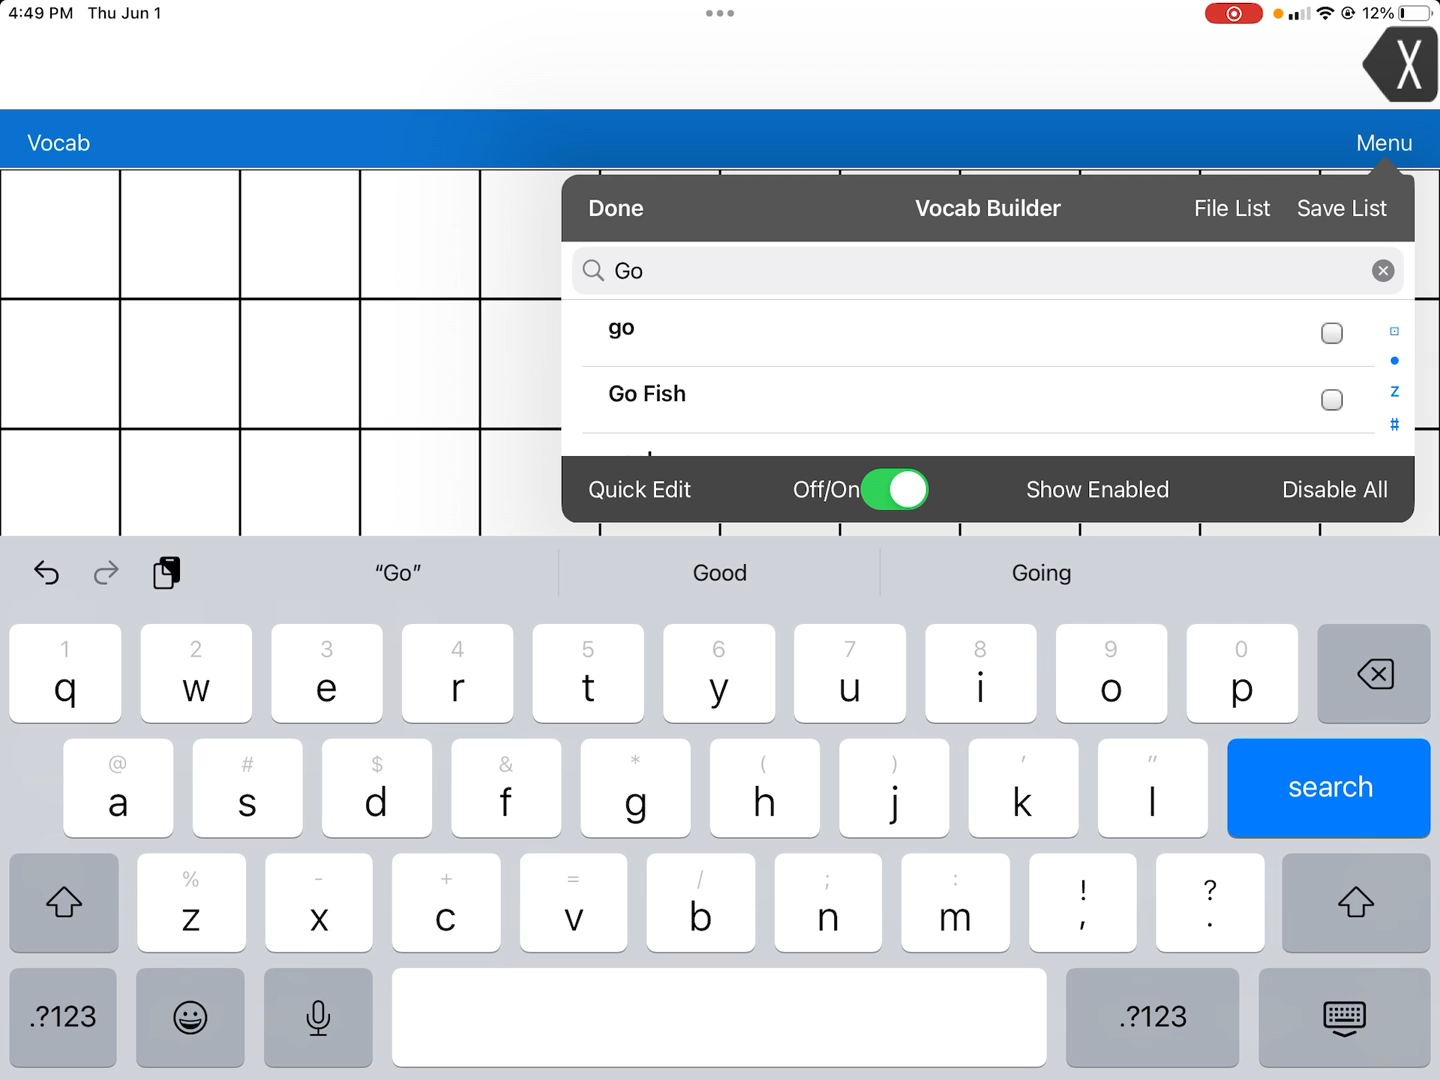 4:49 PM Thu Jun 1
12%
X
Vocab
Menu
Done
Vocab Builder
File List
Save List
Go
go
Go Fish
Z
#
Quick Edit
Off/On
Show Enabled
Disable All
“Go”
Good
Going
1 2 3 4 5 6 7 8 9 0
q w e r t y u i o p
@ # $ & * ( ) ' "
a s d f g h j k l
search
% - + = / ; : ! ?
z x c v b n m , .
.?123
.?123